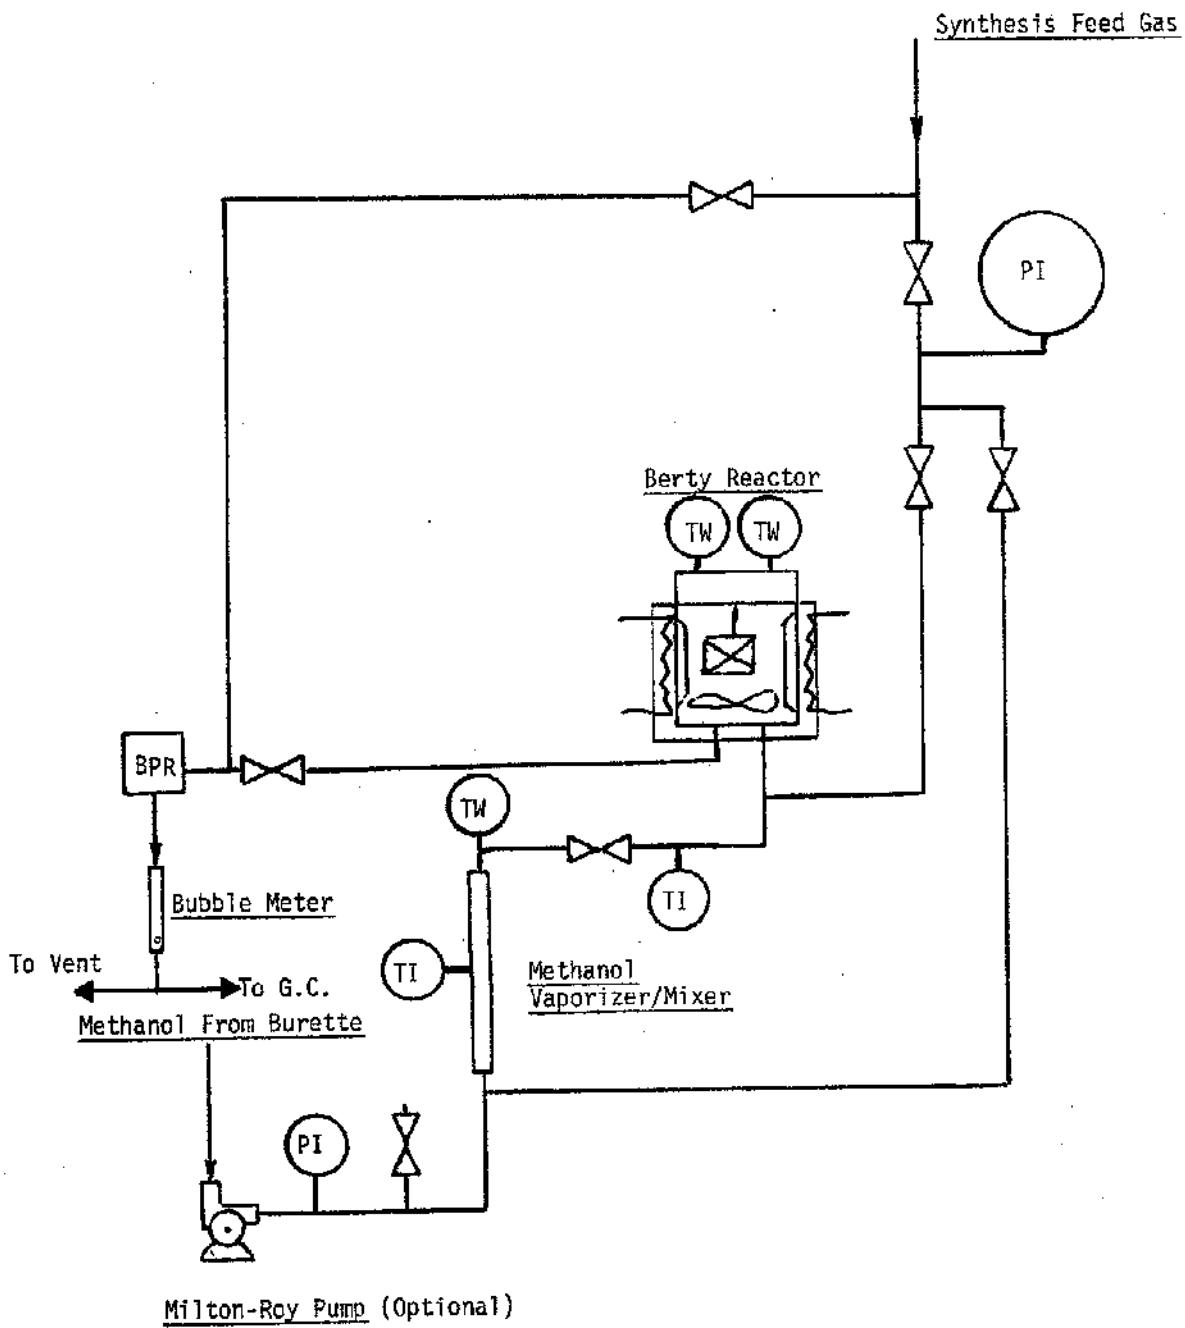 Synthesis Feed Gas
PI
Berty Reactor
TW
TW
BPR
TW
TI
Bubble Meter
To Vent
TI
Methanol
Vaporizer/Mixer
To G.C.
Methanol From Burette
PI
Milton-Roy Pump (Optional)